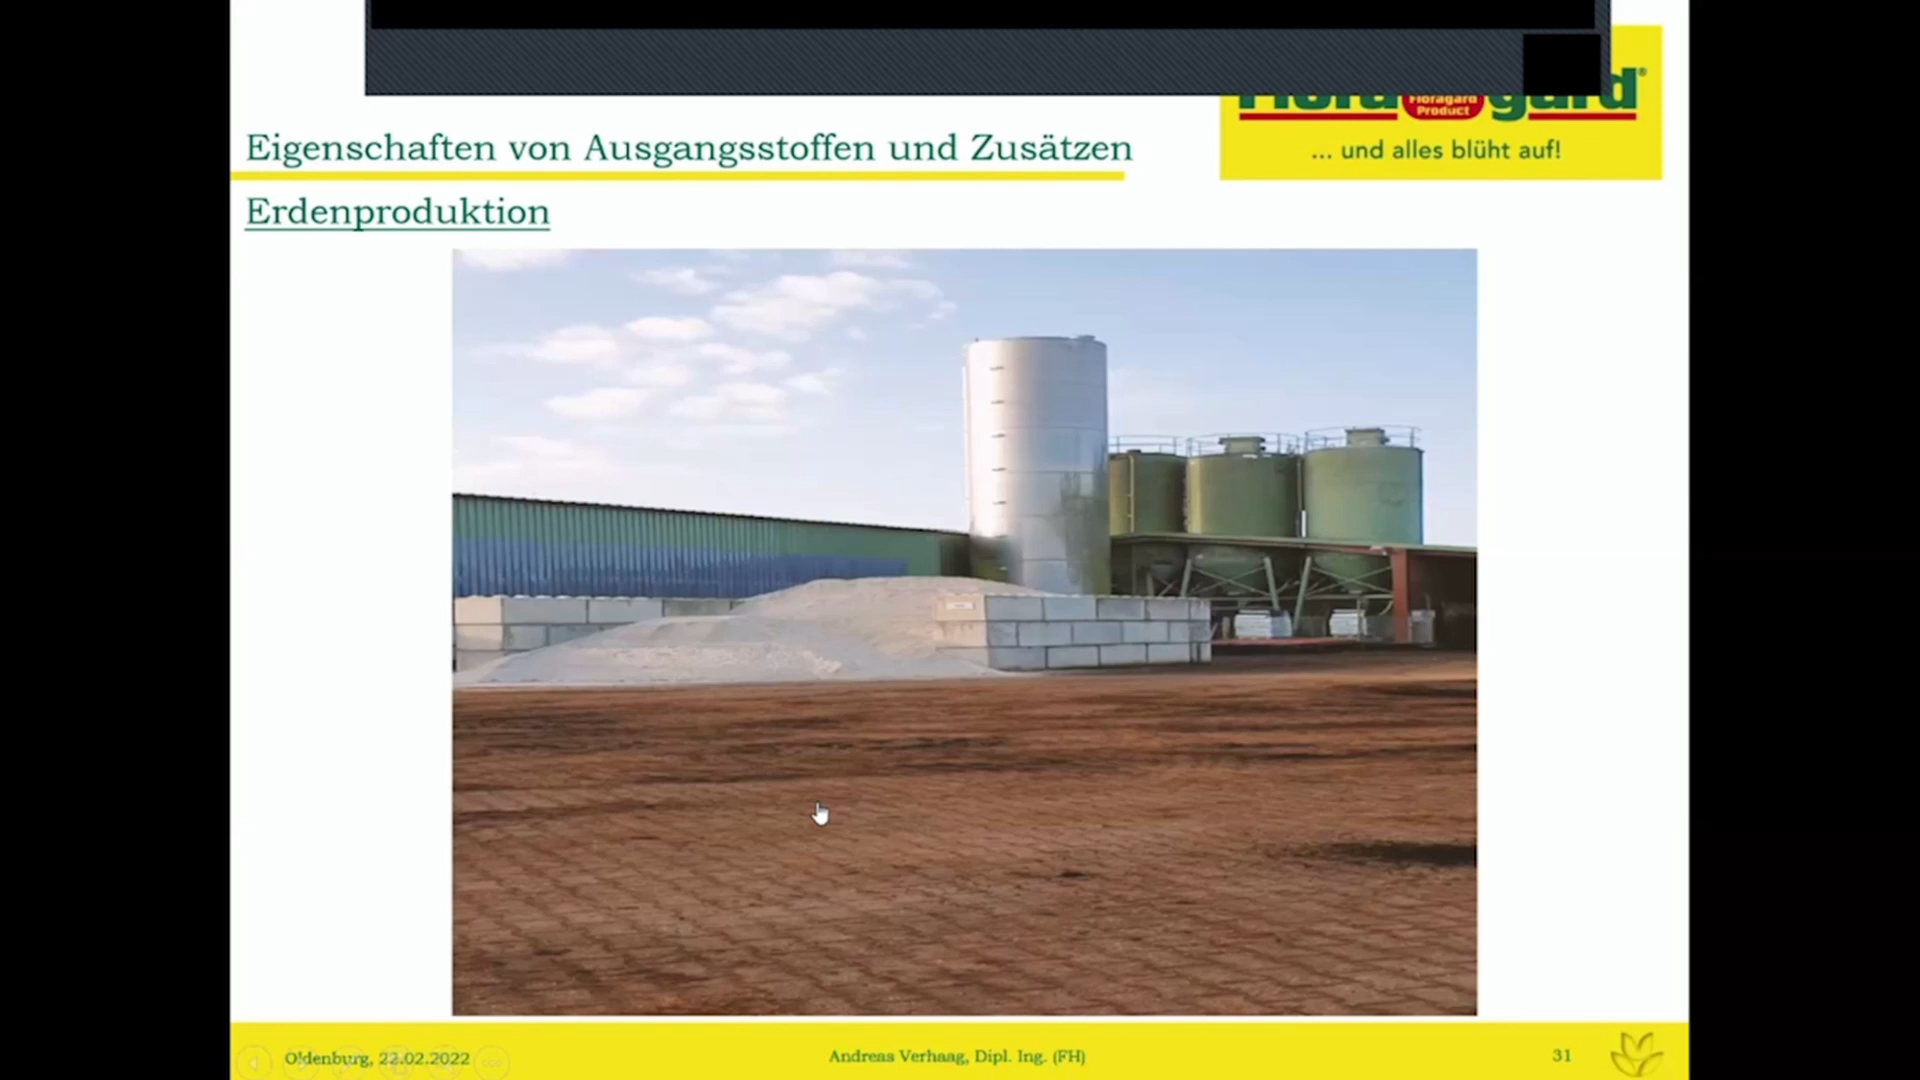 Floragard
Product
... und alles blüht auf!
Eigenschaften von Ausgangsstoffen und Zusätzen
Erdenproduktion
Oldenburg, 22.02.2022
Andreas Verhaag, Dipl. Ing. (FH)
31